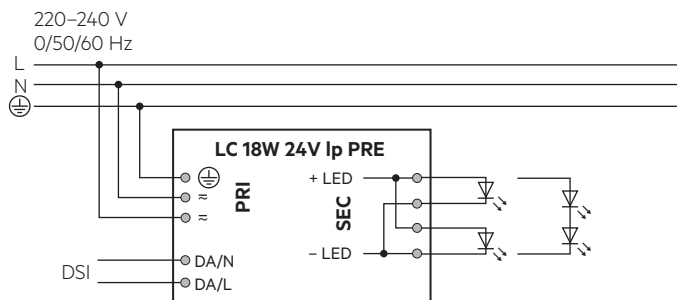 220–240 V
0/50/60 Hz
L
N
LC 18W 24V lp PRE
PRI
SEC
+ LED
≂
≂
– LED
DSI
DA/N
DA/L